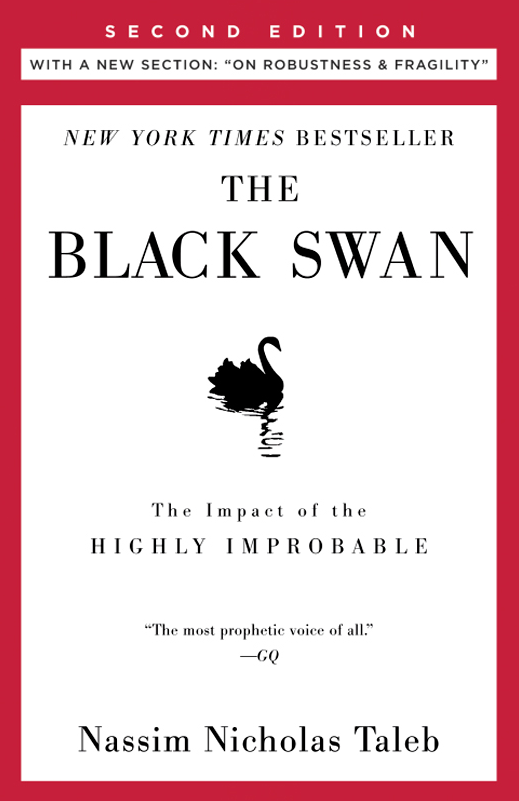 SECOND EDITION
WITH A NEW SECTION: “ON ROBUSTNESS & FRAGILITY”
NEW YORK TIMES BESTSELLER
THE
BLACK SWAN
The Impact of the
HIGHLY IMPROBABLE
“The most prophetic voice of all.”
—GQ
Nassim Nicholas Taleb